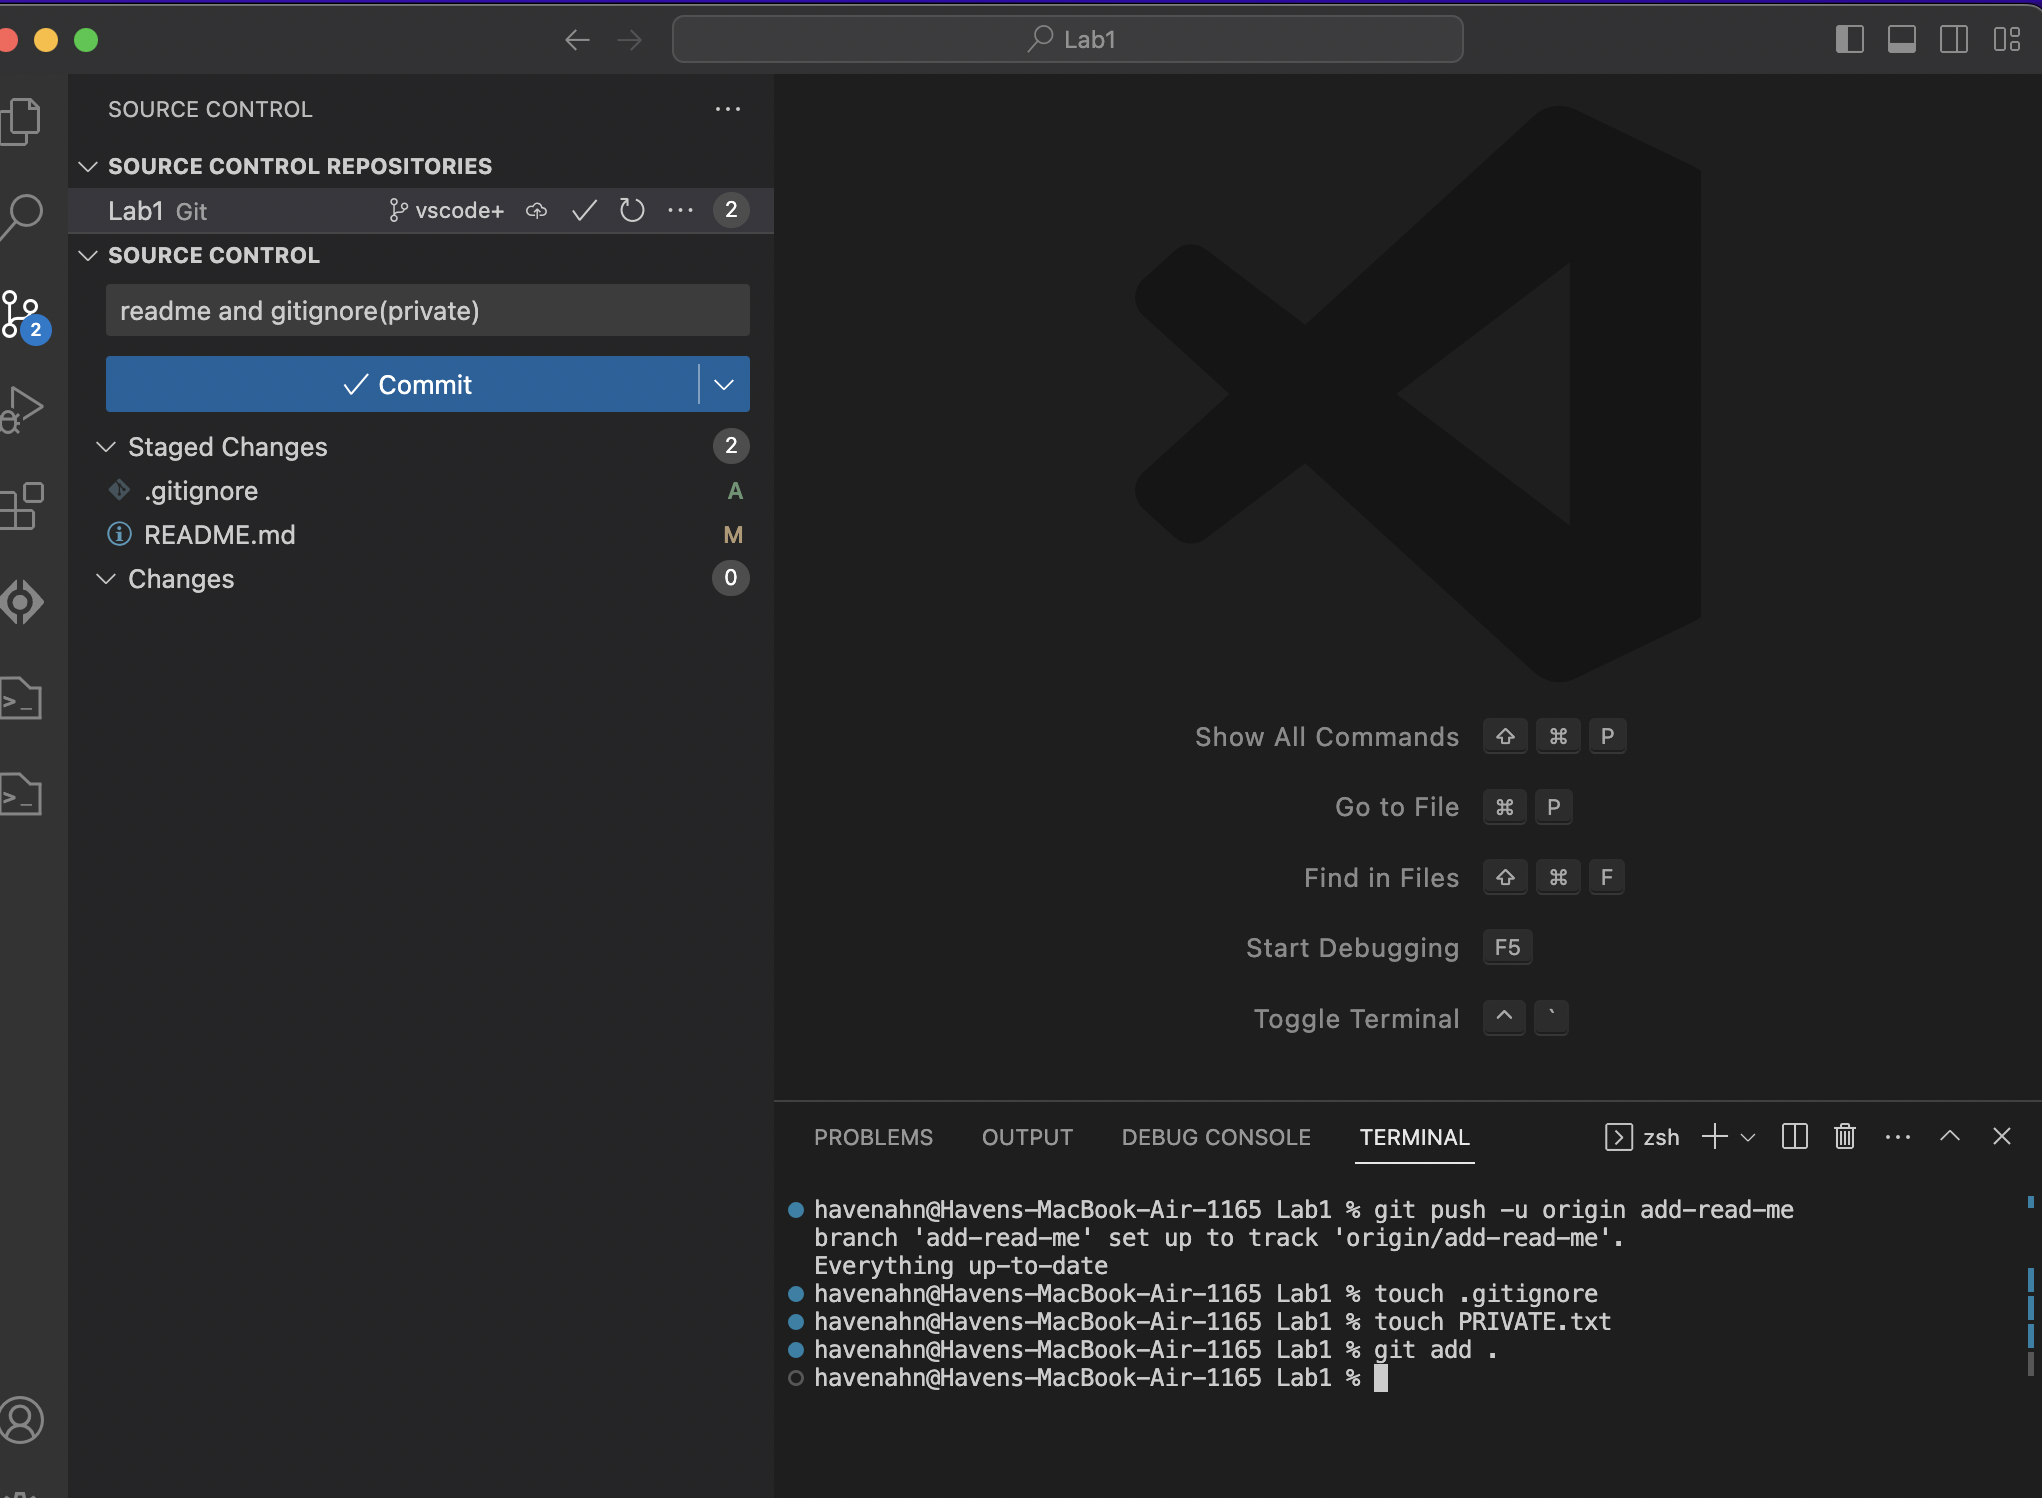 Lab1
SOURCE CONTROL
SOURCE CONTROL REPOSITORIES
Lab1 Git vscode+ 2
SOURCE CONTROL
readme and gitignore(private)
2
Commit
Staged Changes 2
.gitignore A
README.md M
Changes 0
Show All Commands ⇧ ⌘ P
Go to File ⌘ P
Find in Files ⇧ ⌘ F
Start Debugging F5
Toggle Terminal ^ `
PROBLEMS OUTPUT DEBUG CONSOLE TERMINAL zsh
havenahn@Havens-MacBook-Air-1165 Lab1 % git push -u origin add-read-me
branch 'add-read-me' set up to track 'origin/add-read-me'.
Everything up-to-date
havenahn@Havens-MacBook-Air-1165 Lab1 % touch .gitignore
havenahn@Havens-MacBook-Air-1165 Lab1 % touch PRIVATE.txt
havenahn@Havens-MacBook-Air-1165 Lab1 % git add .
havenahn@Havens-MacBook-Air-1165 Lab1 %